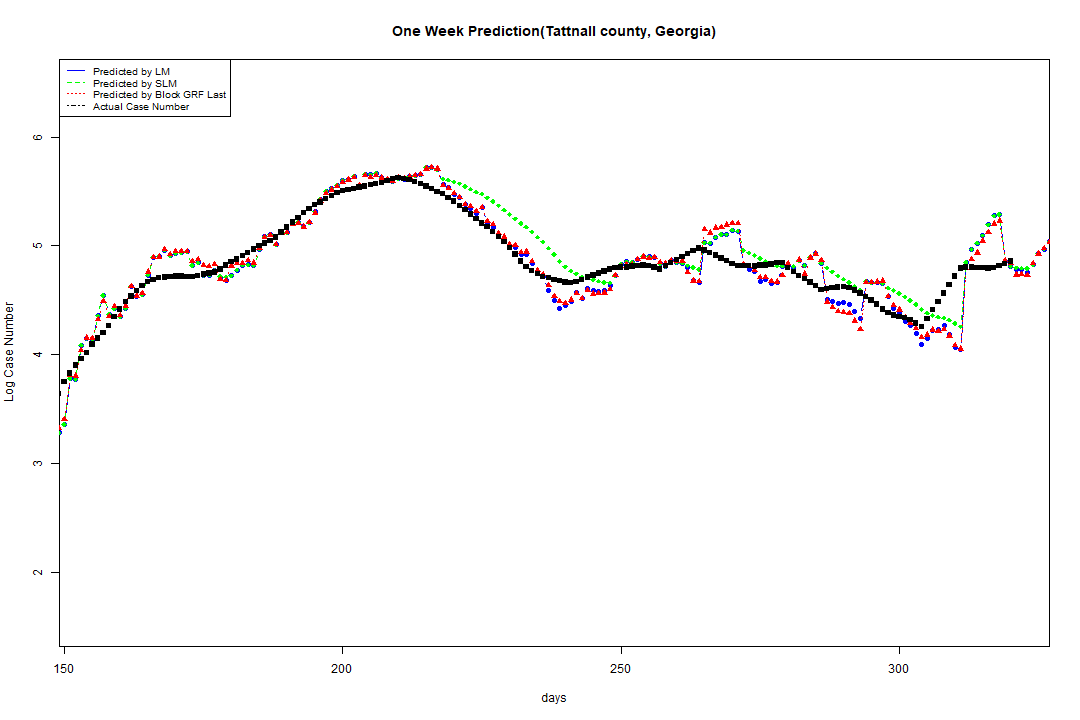 One Week Prediction(Tattnall county, Georgia)
Predicted by LM
Predicted by SLM
Predicted by Block GRF Last
Actual Case Number
6
5
4
3
2
Log Case Number
150 200 250 300
days